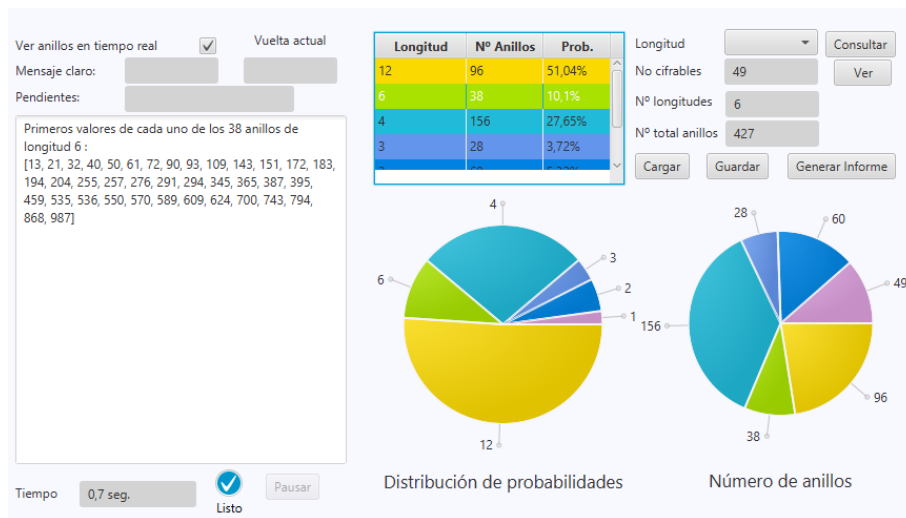 Ver anillos en tiempo real
Vuelta actual
Mensaje claro:
Pendientes:
Primeros valores de cada uno de los 38 anillos de
longitud 6 :
[13, 21, 32, 40, 50, 61, 72, 90, 93, 109, 143, 151, 172, 183,
194, 204, 255, 257, 276, 291, 294, 345, 365, 387, 395,
459, 535, 536, 550, 570, 589, 609, 624, 700, 743, 794,
868, 987]
Tiempo
0,7 seg.
Listo
Pausar
Longitud Nº Anillos Prob.
12 96 51,04%
6 38 10,1%
4 156 27,65%
3 28 3,72%
Longitud
Consultar
No cifrables 49
Ver
Nº longitudes 6
Nº total anillos 427
Cargar
Guardar
Generar Informe
4
3
2
1
6
12
Distribución de probabilidades
28
60
49
156
96
38
Número de anillos